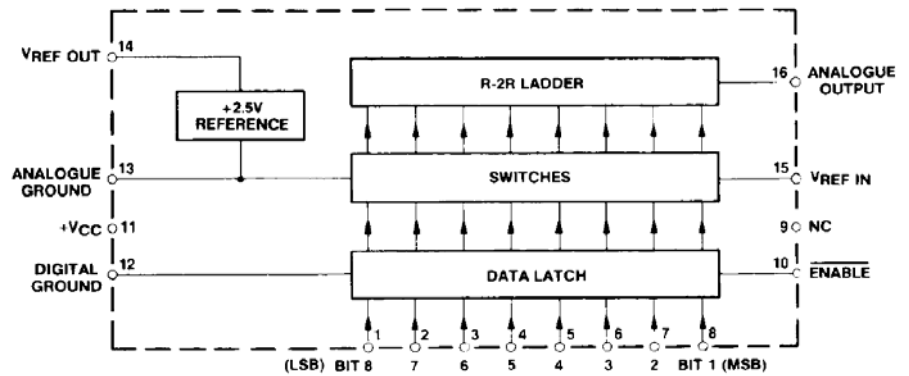 VREF OUT
14
+2.5V
REFERENCE
R-2R LADDER
16
ANALOGUE
OUTPUT
ANALOGUE
GROUND
13
SWITCHES
15
VREF IN
+VCC
11
9
NC
DIGITAL
GROUND
12
DATA LATCH
10
ENABLE
1 2 3 4 5 6 7 8
(LSB) BIT 8 7 6 5 4 3 2 BIT 1 (MSB)